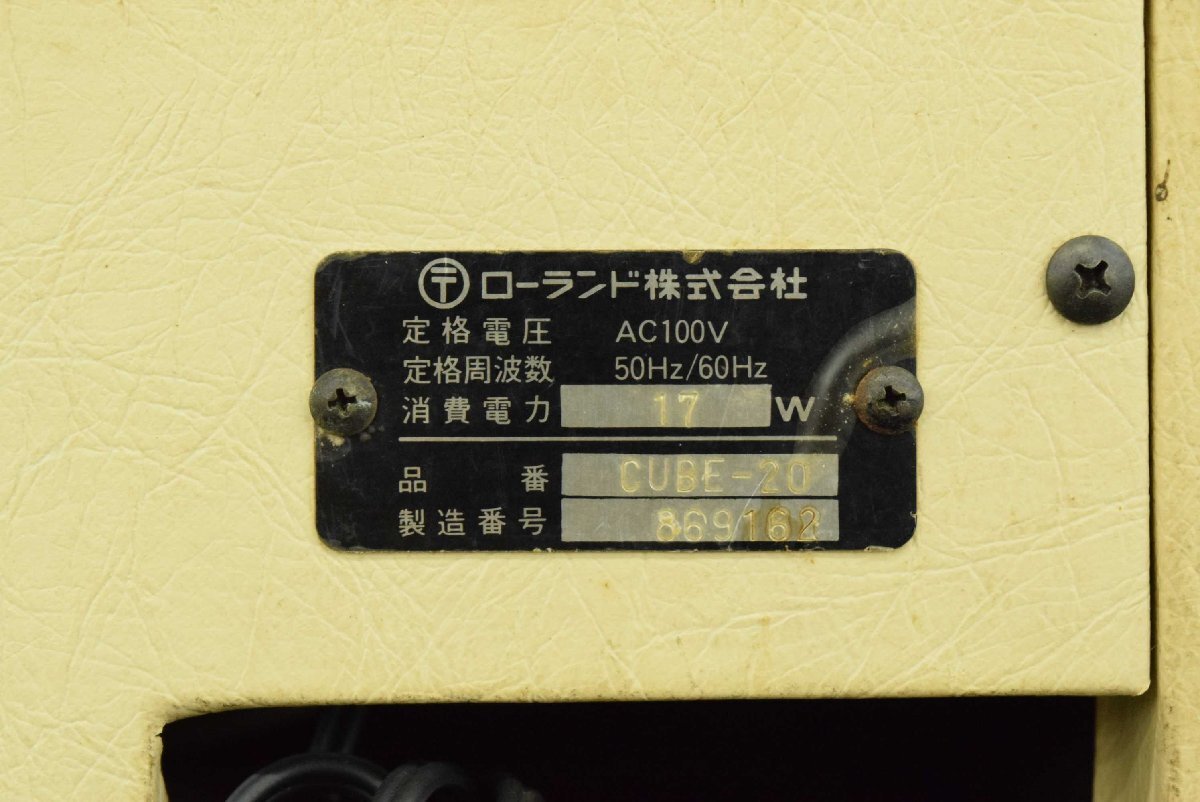 〒 ローランド株式会社
定格電圧 AC100V
定格周波数 50Hz/60Hz
消費電力 17 W
品番 CUBE-20
製造番号 869162